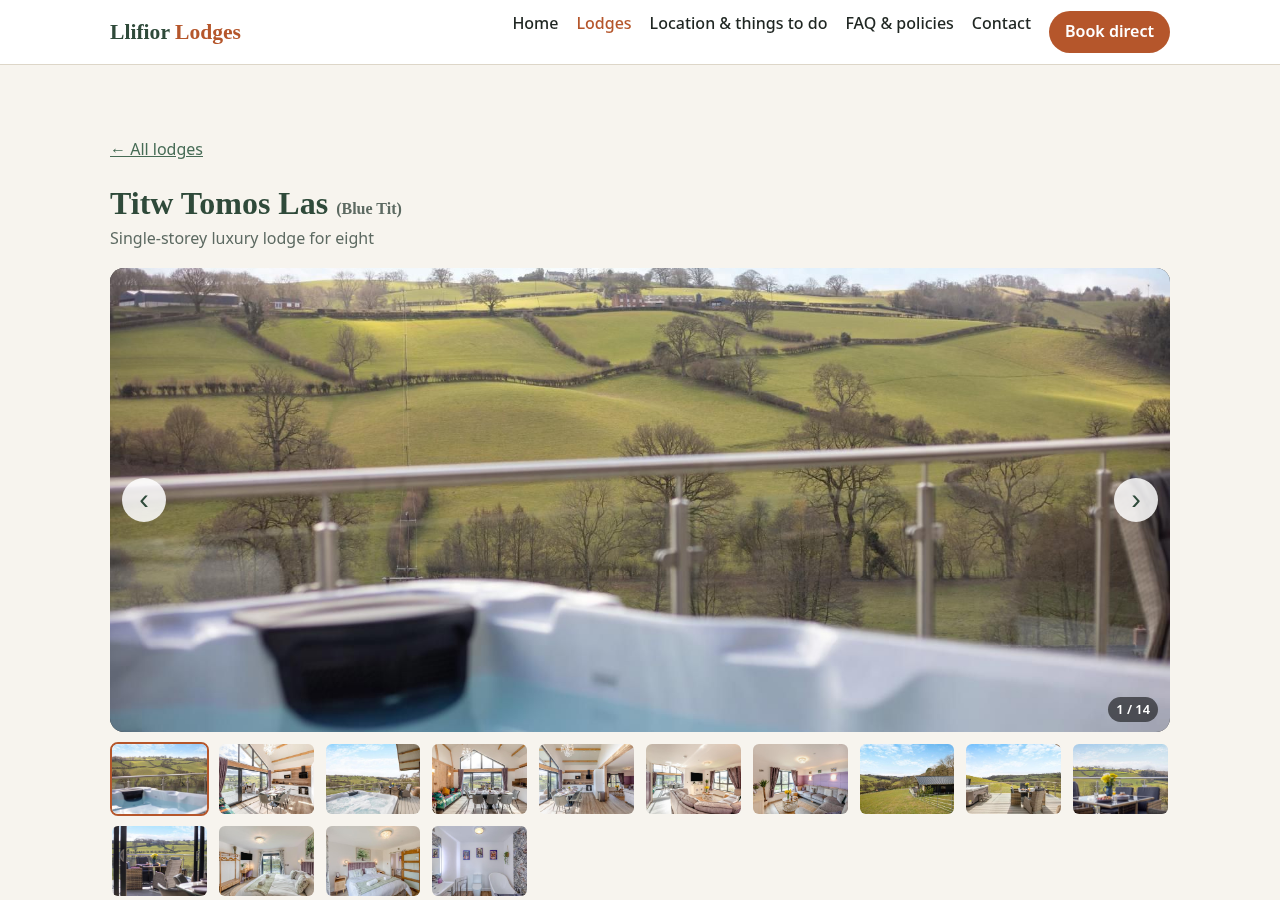 Llifior Lodges
Home Lodges Location & things to do FAQ & policies Contact Book direct
← All lodges
Titw Tomos Las (Blue Tit)
Single-storey luxury lodge for eight
‹ ›
1 / 14